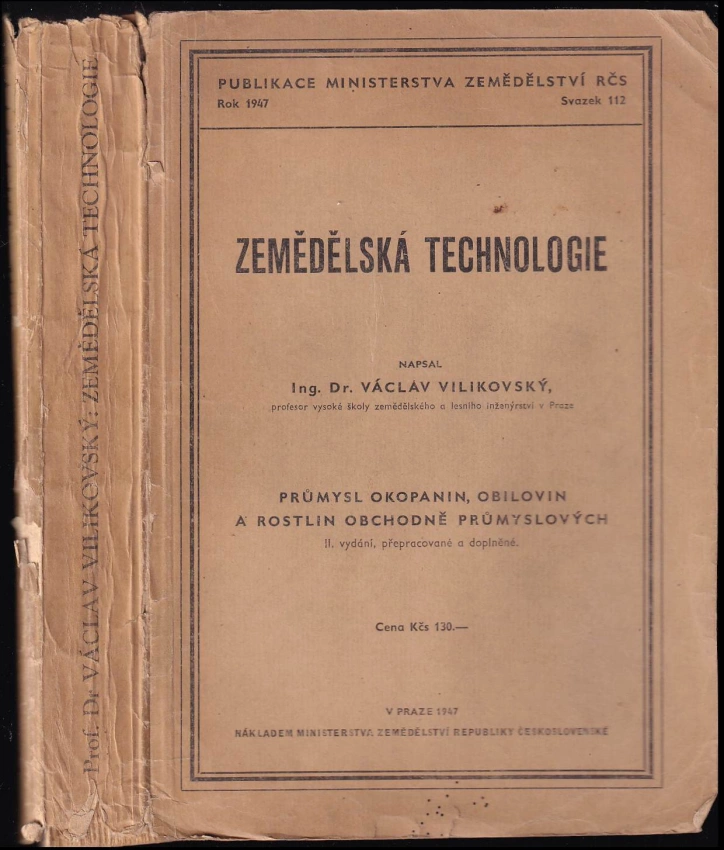 Prof. Dr VÁCLAV VILIKOVSKÝ: ZEMĚDĚLSKÁ TECHNOLOGIE
PUBLIKACE MINISTERSTVA ZEMĚDĚLSTVÍ RČS
Rok 1947 Svazek 112
ZEMĚDĚLSKÁ TECHNOLOGIE
NAPSAL
Ing. Dr. VÁCLAV VILIKOVSKÝ,
profesor vysoké školy zemědělského a lesního inženýrství v Praze
PRŮMYSL OKOPANIN, OBILOVIN
A ROSTLIN OBCHODNĚ PRŮMYSLOVÝCH
II. vydání, přepracované a doplněné.
Cena Kčs 130.—
V PRAZE 1947
NÁKLADEM MINISTERSTVA ZEMĚDĚLSTVÍ REPUBLIKY ČESKOSLOVENSKÉ